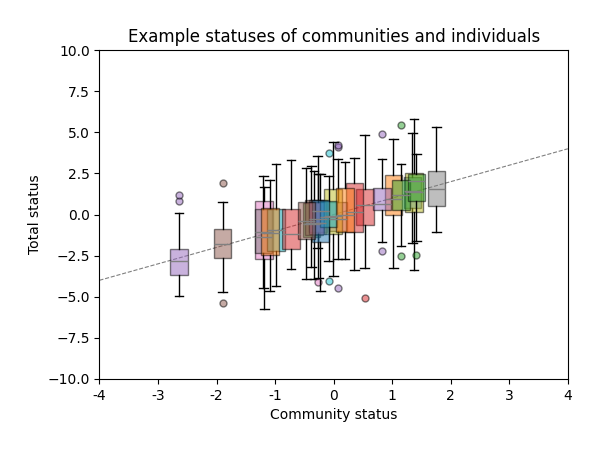 Example statuses of communities and individuals
10.0
7.5
5.0
2.5
0.0
−2.5
−5.0
−7.5
−10.0
Total status
-4 -3 -2 -1 0 1 2 3 4
Community status